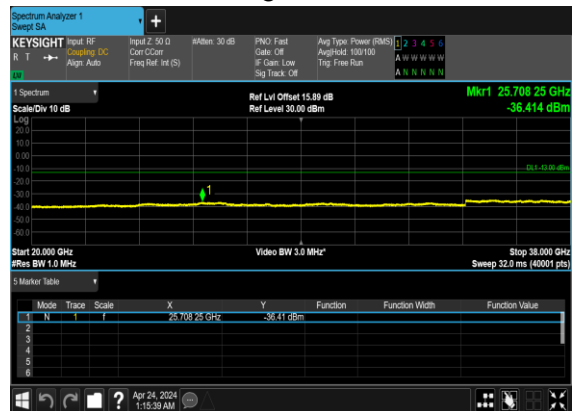 Spectrum Analyzer 1
Swept SA
+
KEYSIGHT Input: RF Input Z: 50 Ω #Atten: 30 dB PNO: Fast Avg Type: Power (RMS) 1 2 3 4 5 6
R T Coupling: DC Corr CCorr Gate: Off Avg|Hold: 100/100 A W W W W W
Align: Auto Freq Ref: Int (S) IF Gain: Low Trig: Free Run
Sig Track: Off A N N N N N
1 Spectrum Ref Lvl Offset 15.89 dB Mkr1 25.708 25 GHz
Scale/Div 10 dB Ref Level 30.00 dBm -36.414 dBm
Log
20.0
10.0
0.00
-10.0
DL1 -13.00 dBm
-20.0
-30.0
1
-40.0
-50.0
-60.0
Start 20.000 GHz Video BW 3.0 MHz* Stop 38.000 GHz
#Res BW 1.0 MHz Sweep 32.0 ms (40001 pts)
5 Marker Table
Mode Trace Scale X Y Function Function Width Function Value
1 N 1 f 25.708 25 GHz -36.41 dBm
2
3
4
5
6
? Apr 24, 2024
1:15:39 AM